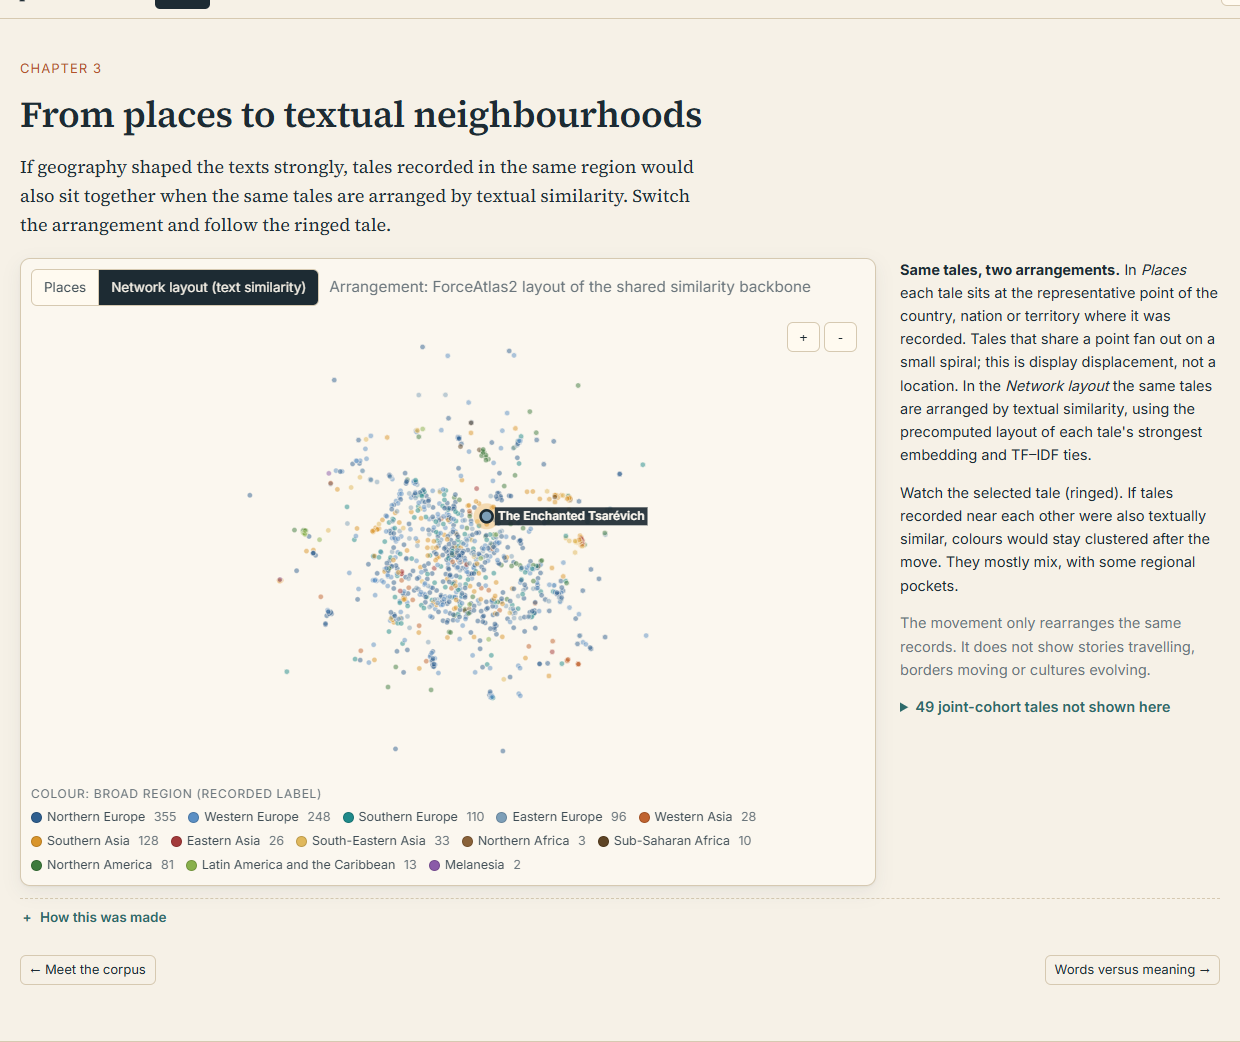 CHAPTER 3
From places to textual neighbourhoods
If geography shaped the texts strongly, tales recorded in the same region would
also sit together when the same tales are arranged by textual similarity. Switch
the arrangement and follow the ringed tale.
Places
Network layout (text similarity)
Arrangement: ForceAtlas2 layout of the shared similarity backbone
+
-
The Enchanted Tsarévich
COLOUR: BROAD REGION (RECORDED LABEL)
Northern Europe 355 Western Europe 248 Southern Europe 110 Eastern Europe 96 Western Asia 28
Southern Asia 128 Eastern Asia 26 South-Eastern Asia 33 Northern Africa 3 Sub-Saharan Africa 10
Northern America 81 Latin America and the Caribbean 13 Melanesia 2
Same tales, two arrangements. In Places
each tale sits at the representative point of the
country, nation or territory where it was
recorded. Tales that share a point fan out on a
small spiral; this is display displacement, not a
location. In the Network layout the same tales
are arranged by textual similarity, using the
precomputed layout of each tale's strongest
embedding and TF–IDF ties.
Watch the selected tale (ringed). If tales
recorded near each other were also textually
similar, colours would stay clustered after the
move. They mostly mix, with some regional
pockets.
The movement only rearranges the same
records. It does not show stories travelling,
borders moving or cultures evolving.
▶ 49 joint-cohort tales not shown here
+ How this was made
← Meet the corpus
Words versus meaning →